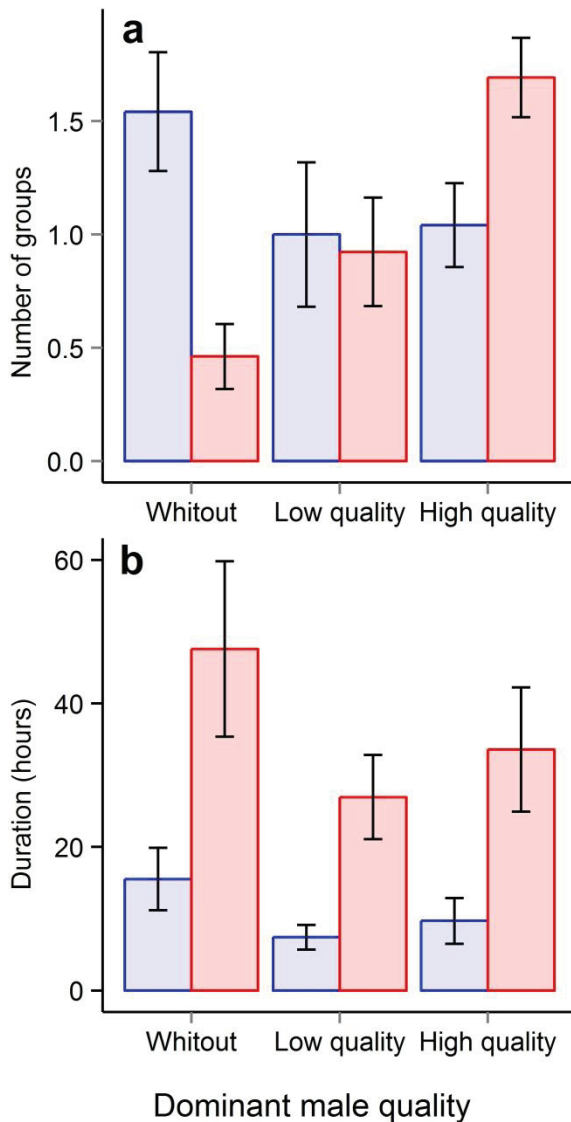 a
Number of groups
1.5
1.0
0.5
0.0
Whitout Low quality High quality
b
Duration (hours)
60
40
20
0
Whitout Low quality High quality
Dominant male quality